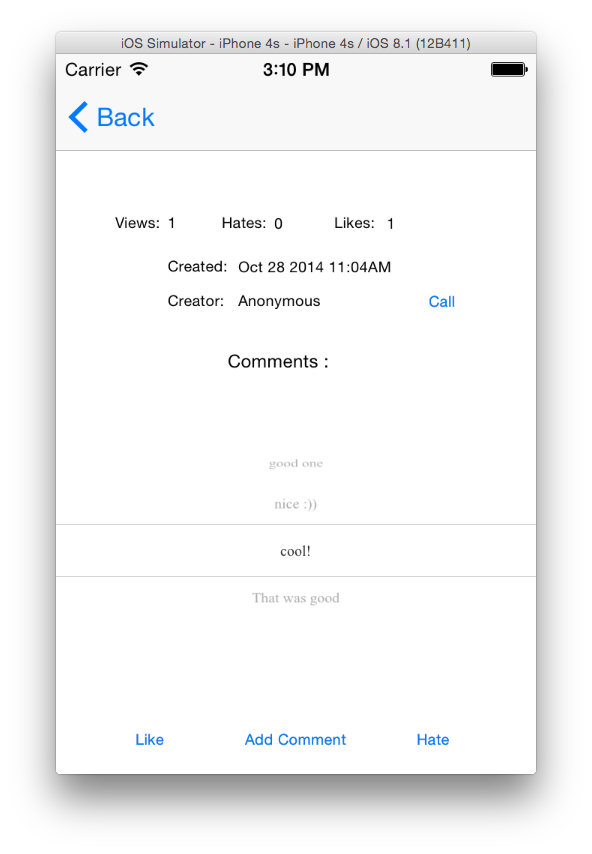 iOS Simulator - iPhone 4s - iPhone 4s / iOS 8.1 (12B411)
Carrier 3:10 PM
Back
Views: 1 Hates: 0 Likes: 1
Created: Oct 28 2014 11:04AM
Creator: Anonymous Call
Comments :
good one
nice :))
cool!
That was good
Like Add Comment Hate